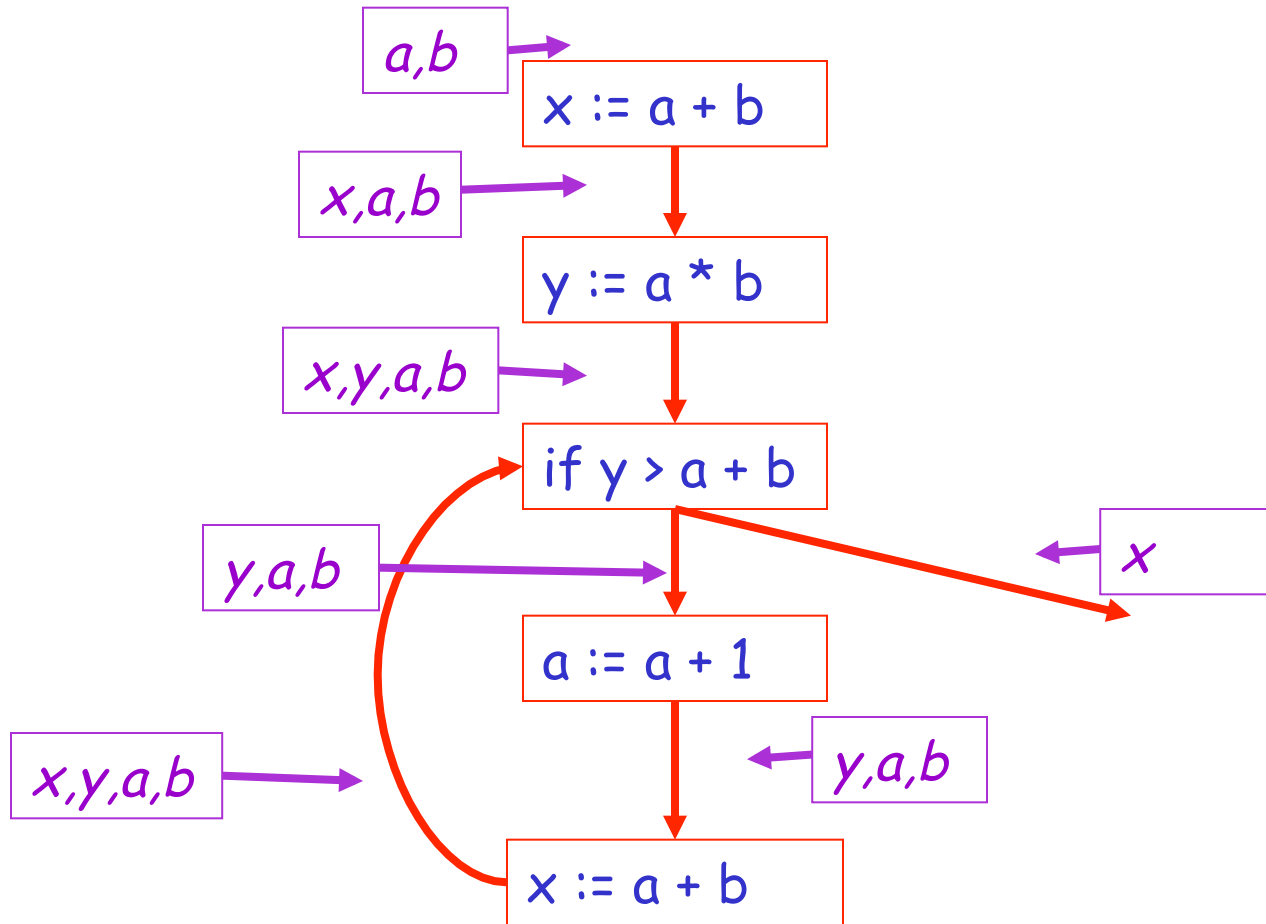 a,b
x := a + b
x,a,b
y := a * b
x,y,a,b
if y > a + b
x
y,a,b
a := a + 1
y,a,b
x,y,a,b
x := a + b